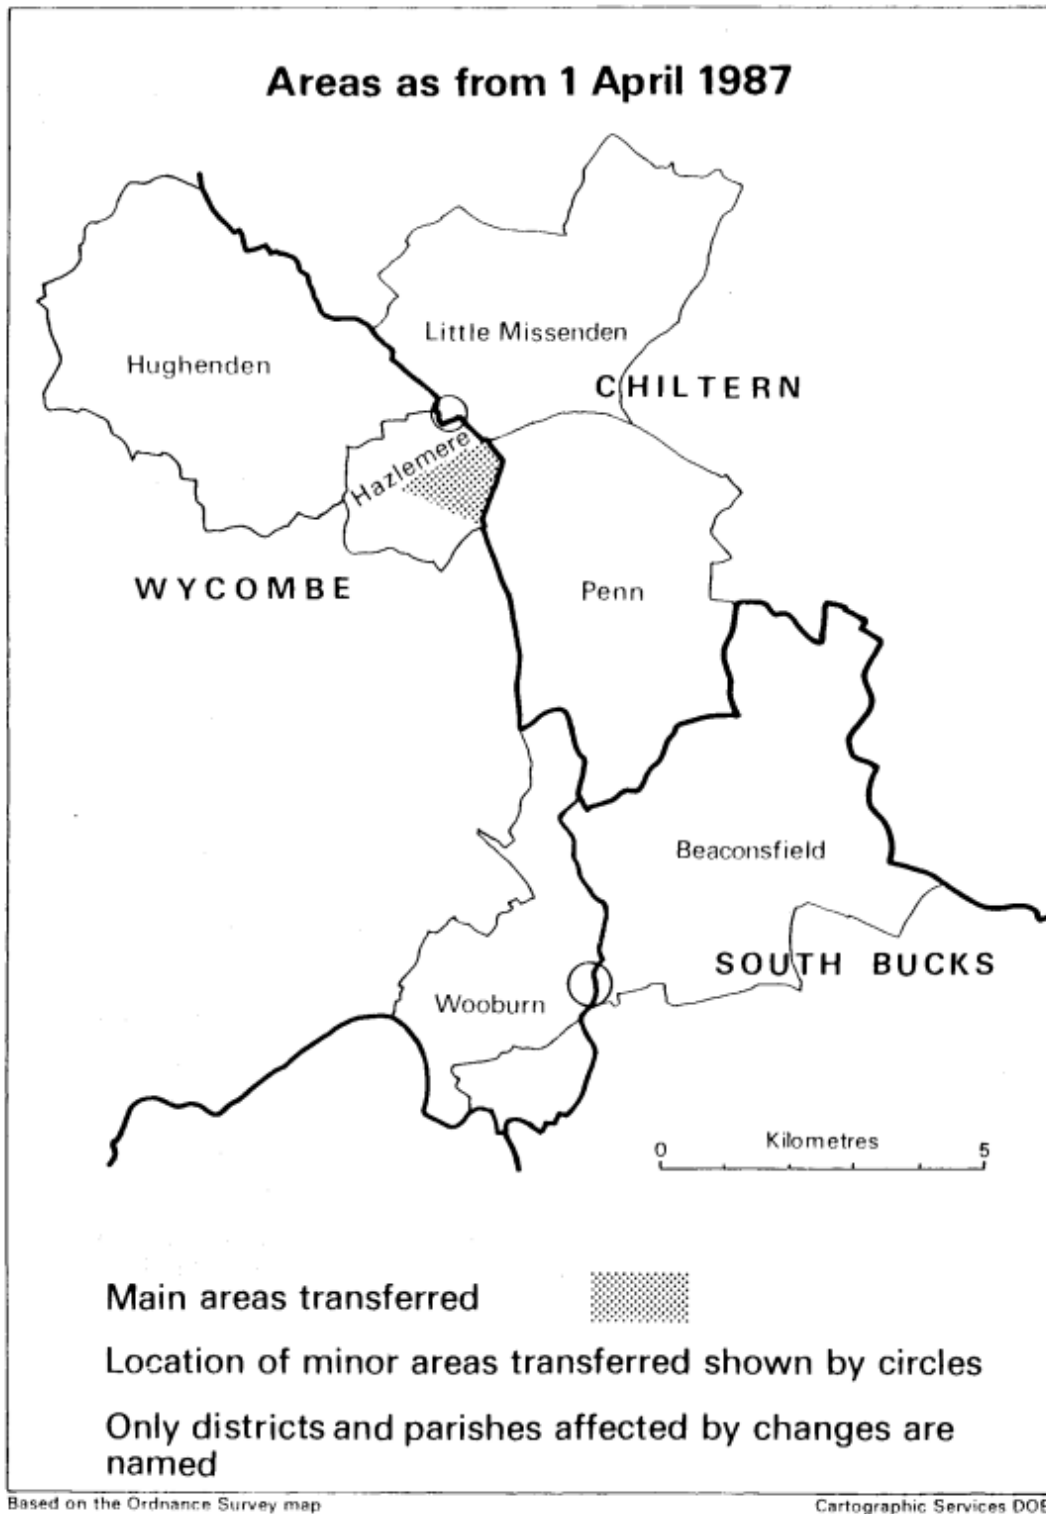 Areas as from 1 April 1987
Little Missenden
Hughenden
CHILTERN
Hazlemere
WYCOMBE
Penn
Beaconsfield
SOUTH BUCKS
Wooburn
Kilometres
0 5
Main areas transferred
Location of minor areas transferred shown by circles
Only districts and parishes affected by changes are
named
Based on the Ordnance Survey map
Cartographic Services DOE